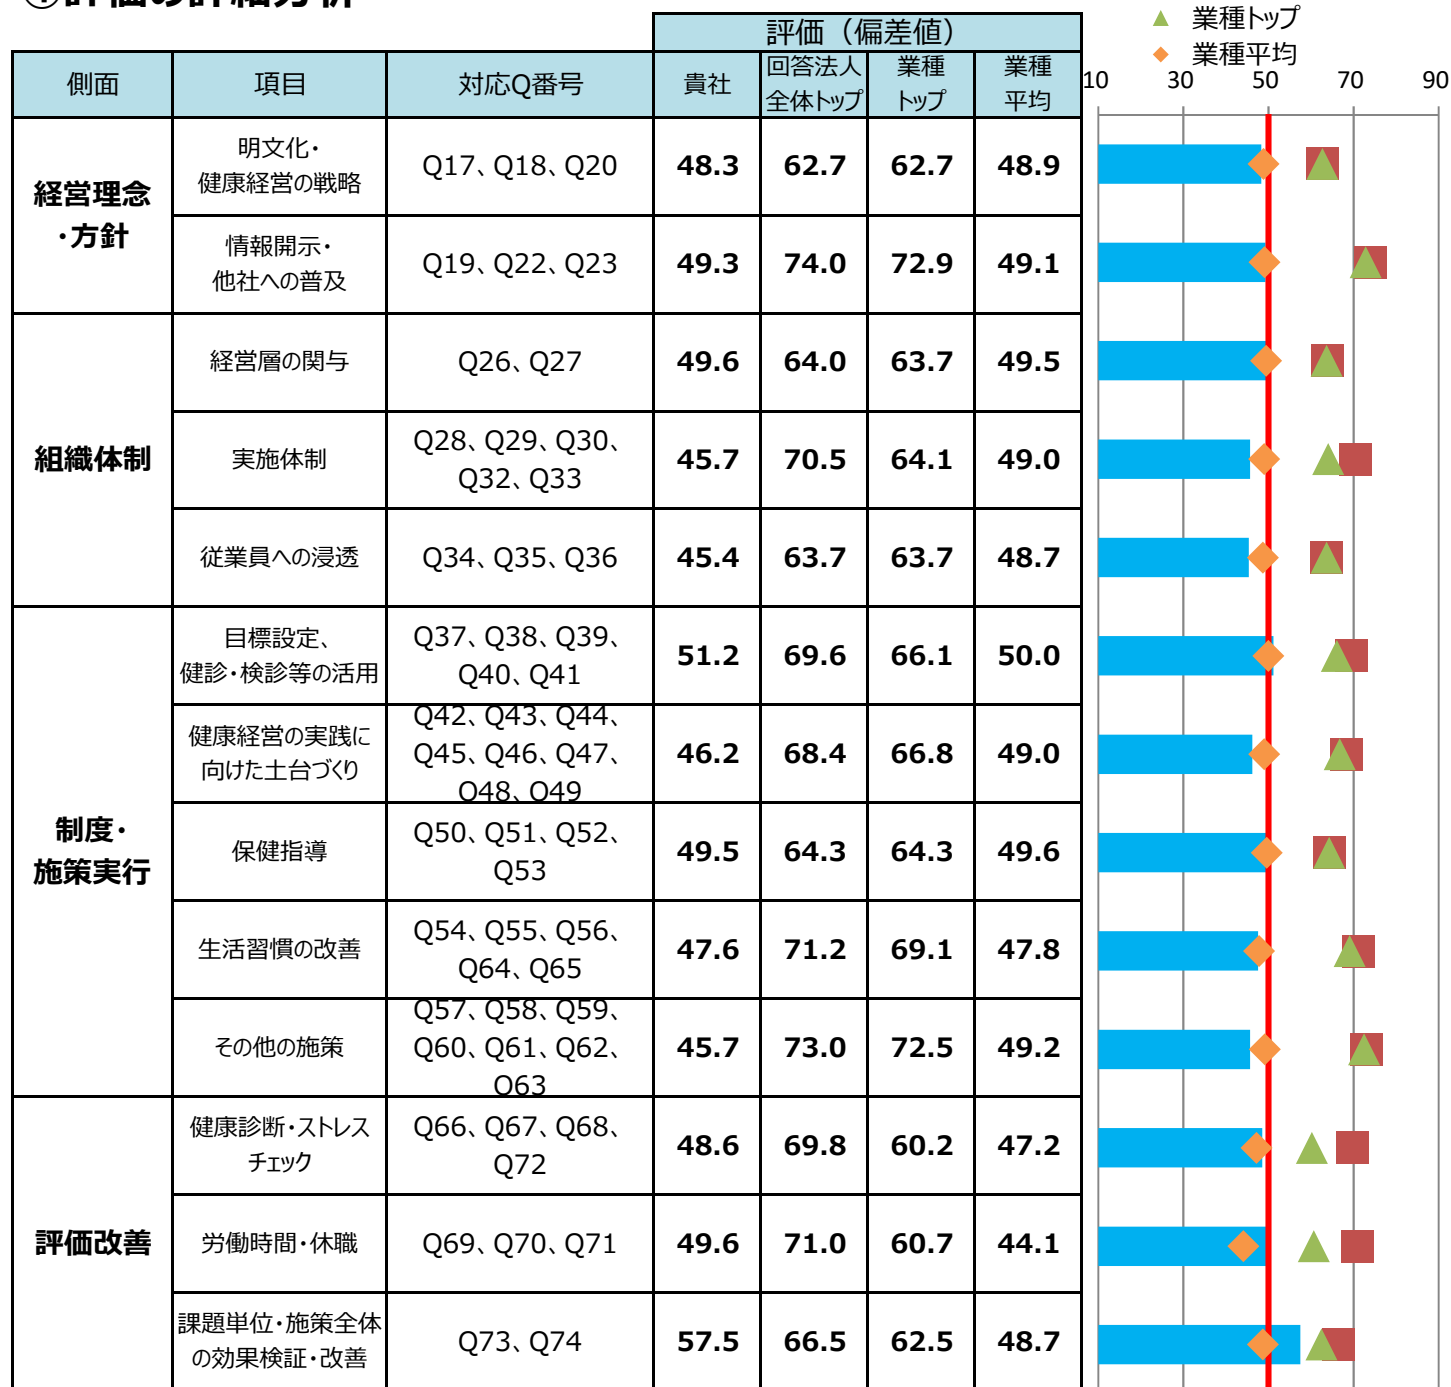 ①評価の詳細分析
業種トップ
業種平均
評価（偏差値）
側面 項目 対応Q番号 貴社 回答法人全体トップ 業種トップ 業種平均
10 30 50 70 90
経営理念・方針
明文化・健康経営の戦略 Q17、Q18、Q20 48.3 62.7 62.7 48.9
情報開示・他社への普及 Q19、Q22、Q23 49.3 74.0 72.9 49.1
組織体制
経営層の関与 Q26、Q27 49.6 64.0 63.7 49.5
実施体制 Q28、Q29、Q30、Q32、Q33 45.7 70.5 64.1 49.0
従業員への浸透 Q34、Q35、Q36 45.4 63.7 63.7 48.7
制度・施策実行
目標設定、健診・検診等の活用 Q37、Q38、Q39、Q40、Q41 51.2 69.6 66.1 50.0
健康経営の実践に向けた土台づくり Q42、Q43、Q44、Q45、Q46、Q47、Q48、Q49 46.2 68.4 66.8 49.0
保健指導 Q50、Q51、Q52、Q53 49.5 64.3 64.3 49.6
生活習慣の改善 Q54、Q55、Q56、Q64、Q65 47.6 71.2 69.1 47.8
その他の施策 Q57、Q58、Q59、Q60、Q61、Q62、Q63 45.7 73.0 72.5 49.2
評価改善
健康診断・ストレスチェック Q66、Q67、Q68、Q72 48.6 69.8 60.2 47.2
労働時間・休職 Q69、Q70、Q71 49.6 71.0 60.7 44.1
課題単位・施策全体の効果検証・改善 Q73、Q74 57.5 66.5 62.5 48.7